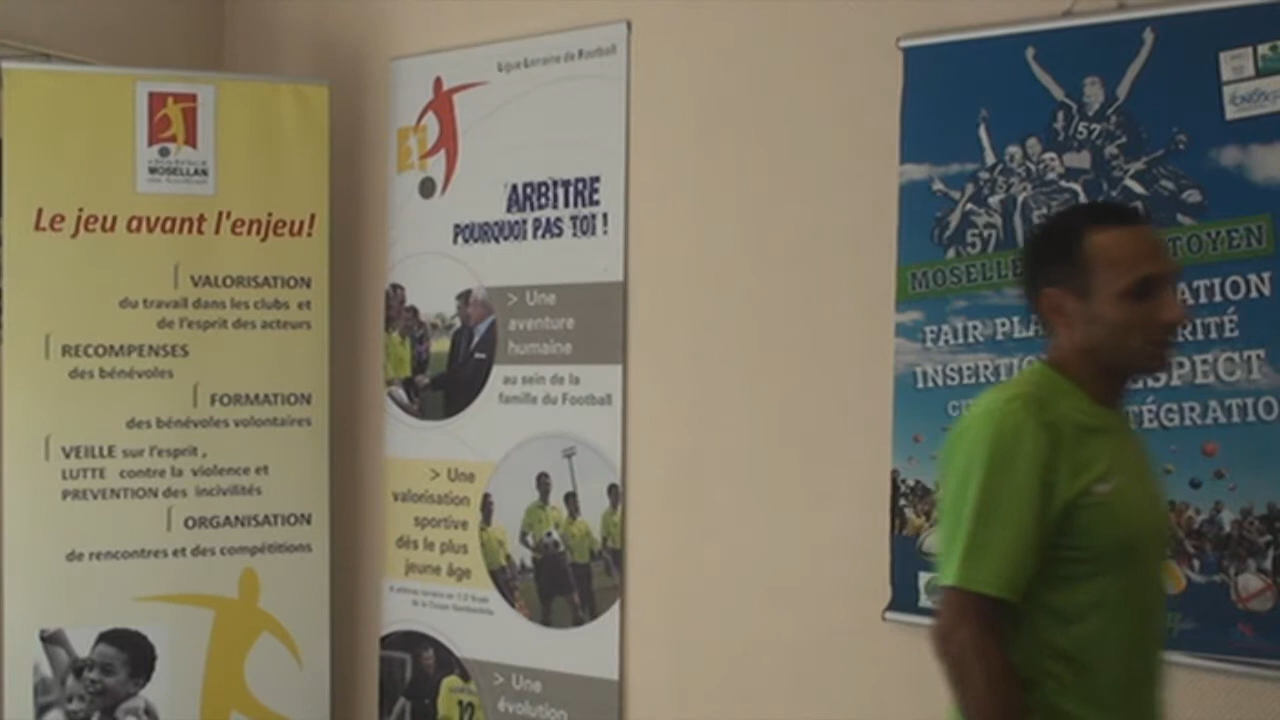 MOSELLAN
Le jeu avant l'enjeu!
VALORISATION
du travail dans les clubs et
de l'esprit des acteurs
RECOMPENSES
des bénévoles
FORMATION
des bénévoles volontaires
VEILLE sur l'esprit,
LUTTE contre la violence et
PREVENTION des incivilités
ORGANISATION
de rencontres et des compétitions
Ligue Lorraine de Football
ARBITRE
POURQUOI PAS TOI !
> Une
aventure
humaine
au sein de la
famille du Football
> Une
valorisation
sportive
dès le plus
jeune âge
> Une
évolution
12
57
57
MOSELLE TOYEN
ATION
FAIR PLA RITÉ
INSERTIO ESPECT
TÉGRATIO